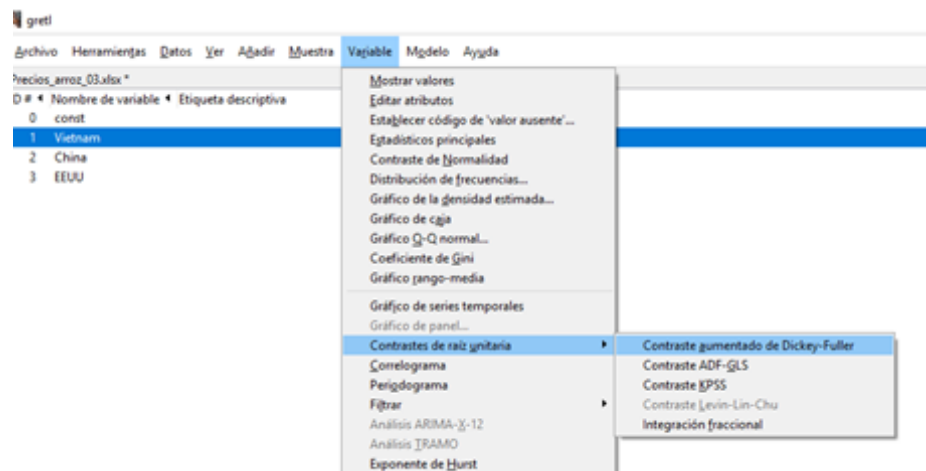 gretl
Archivo Herramientas Datos Ver Añadir Muestra Variable Modelo Ayuda
Precios_arroz_03.xlsx *
D # Nombre de variable Etiqueta descriptiva
0 const
1 Vietnam
2 China
3 EEUU
Mostrar valores
Editar atributos
Establecer código de 'valor ausente'...
Estadísticos principales
Contraste de Normalidad
Distribución de frecuencias...
Gráfico de la densidad estimada...
Gráfico de caja
Gráfico Q-Q normal...
Coeficiente de Gini
Gráfico rango-media
Gráfico de series temporales
Gráfico de panel...
Contrastes de raíz unitaria
Correlograma
Periodograma
Filtrar
Análisis ARIMA-X-12
Análisis TRAMO
Exponente de Hurst
Contraste aumentado de Dickey-Fuller
Contraste ADF-GLS
Contraste KPSS
Contraste Levin-Lin-Chu
Integración fraccional